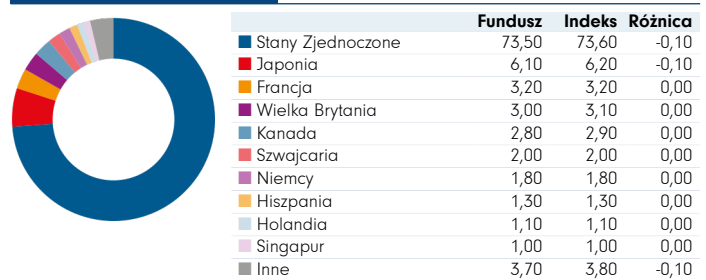 Fundusz Indeks Różnica
Stany Zjednoczone 73,50 73,60 -0,10
Japonia 6,10 6,20 -0,10
Francja 3,20 3,20 0,00
Wielka Brytania 3,00 3,10 0,00
Kanada 2,80 2,90 0,00
Szwajcaria 2,00 2,00 0,00
Niemcy 1,80 1,80 0,00
Hiszpania 1,30 1,30 0,00
Holandia 1,10 1,10 0,00
Singapur 1,00 1,00 0,00
Inne 3,70 3,80 -0,10